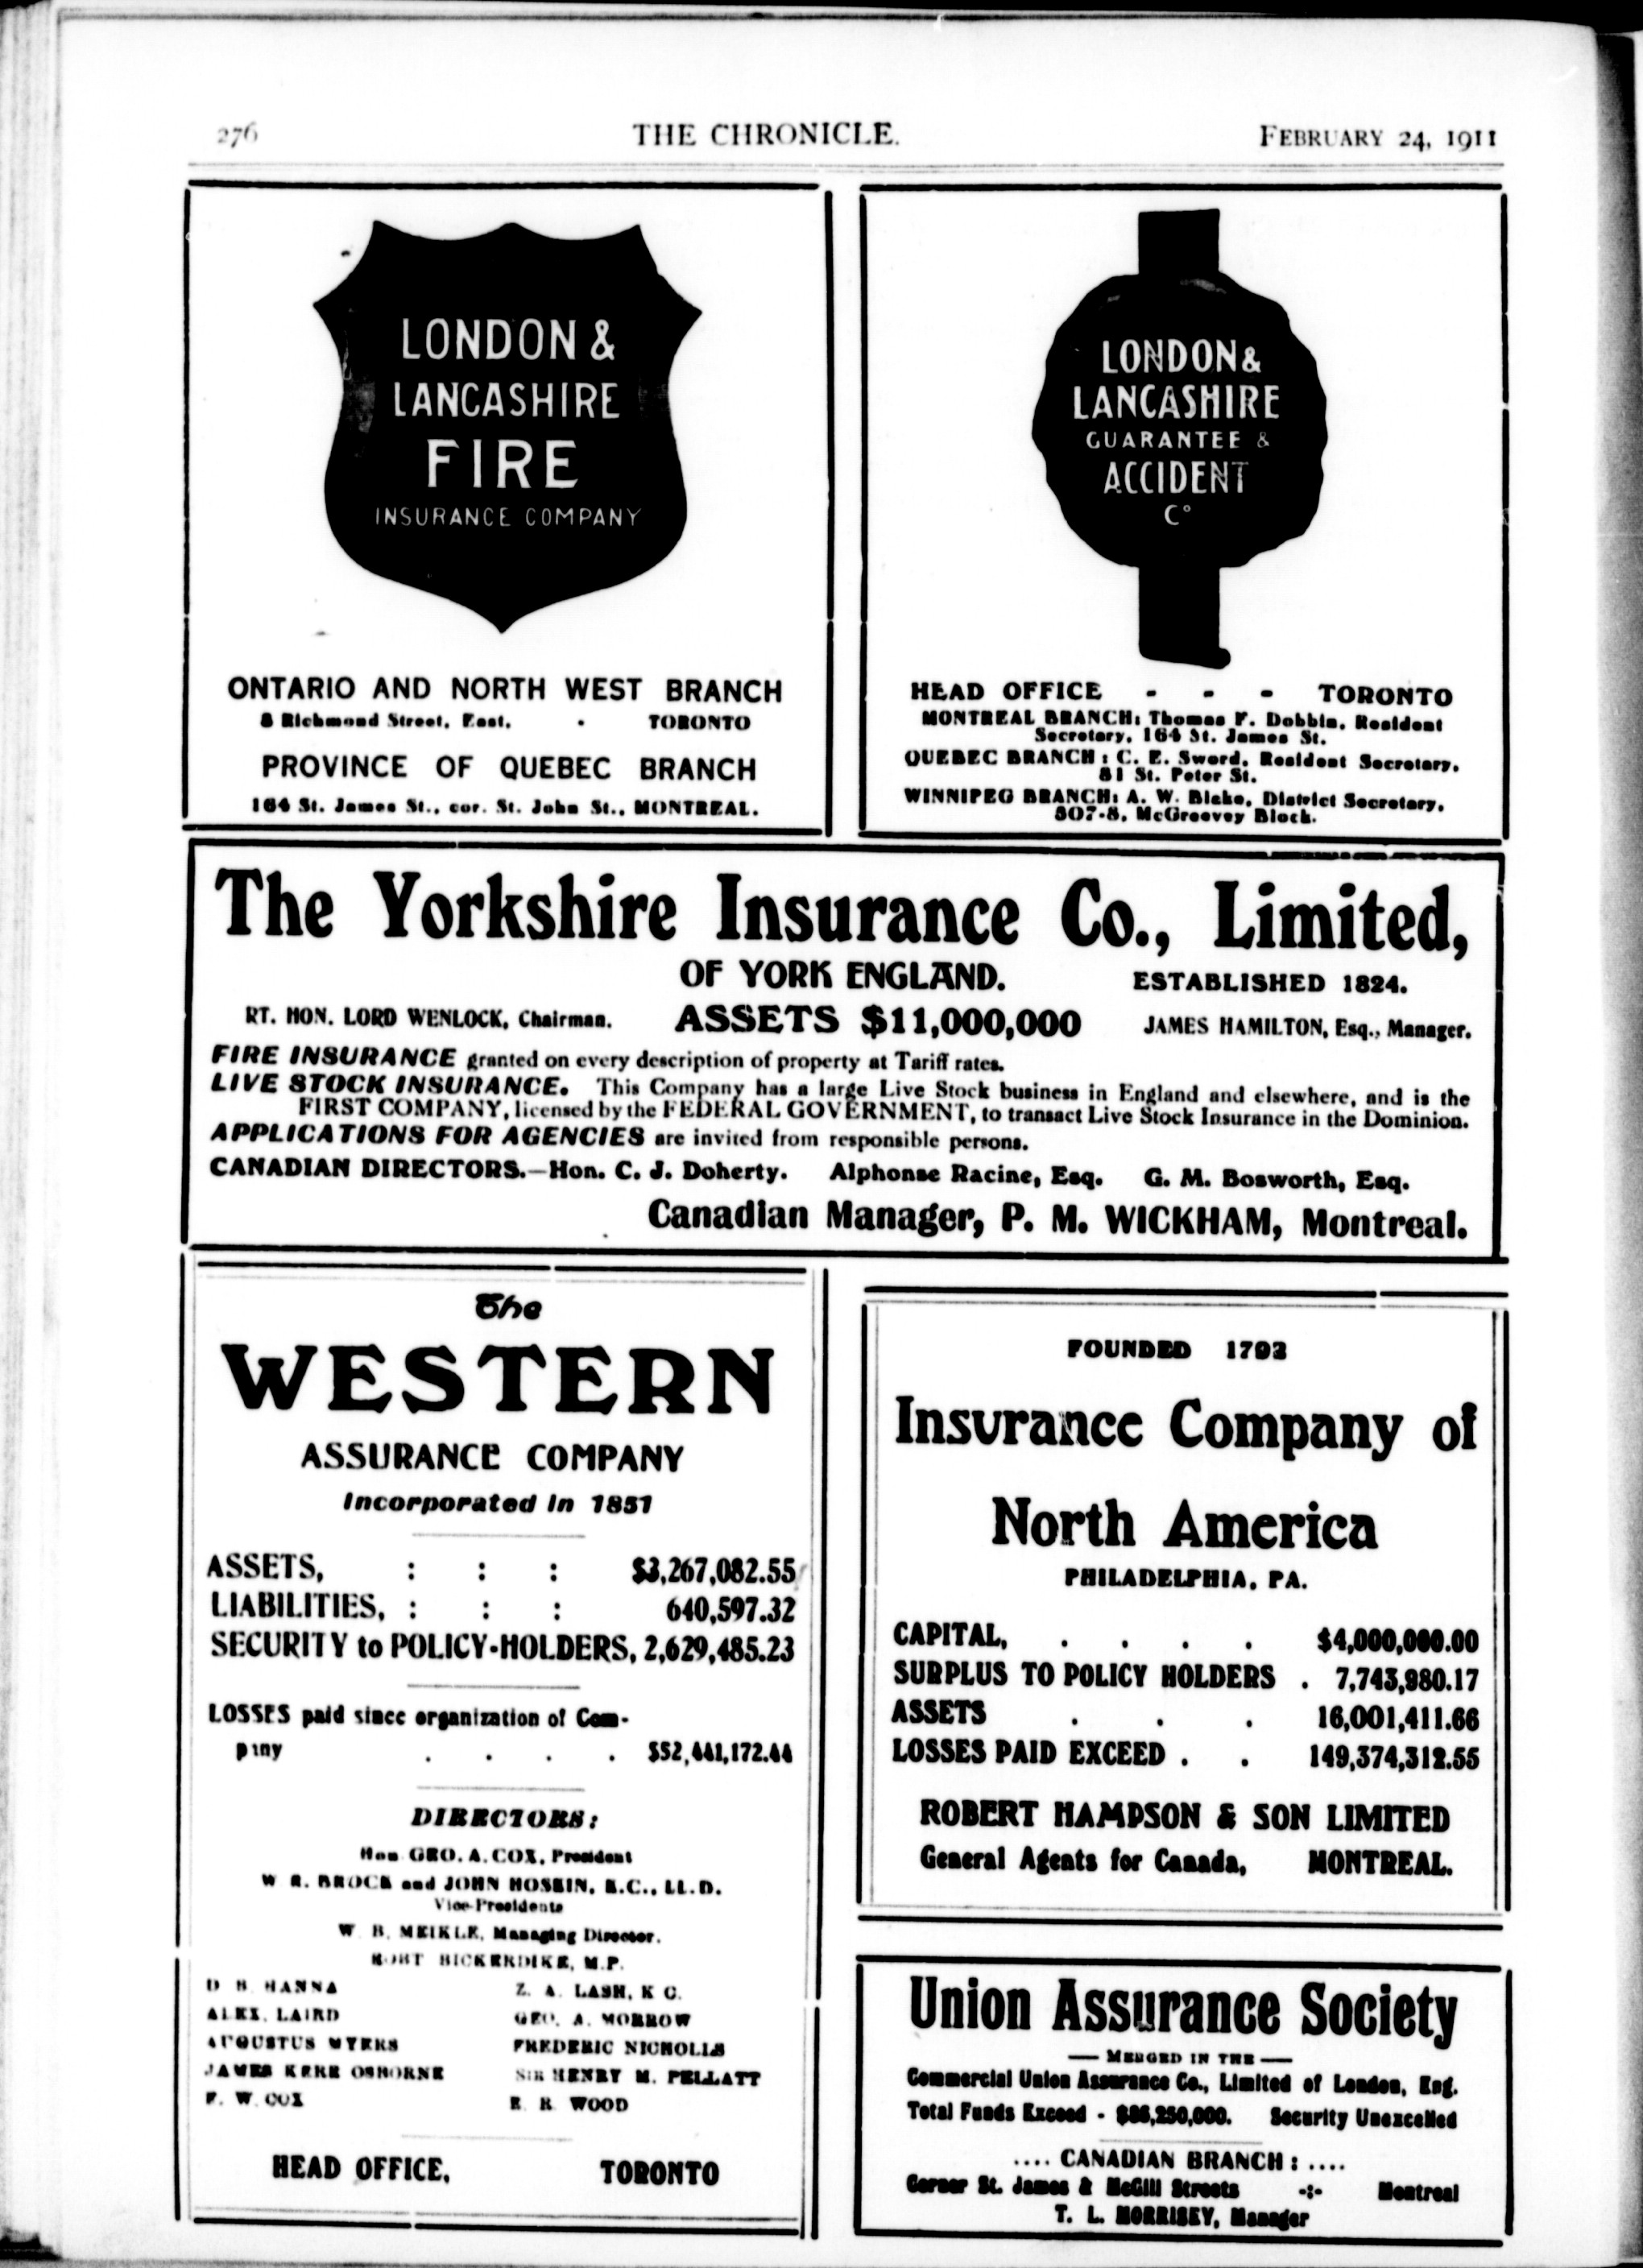 276
THE CHRONICLE.
FEBRUARY 24, 1911
LONDON &
LANCASHIRE
FIRE
INSURANCE COMPANY
ONTARIO AND NORTH WEST BRANCH
8 Richmond Street, East, - TORONTO
PROVINCE OF QUEBEC BRANCH
164 St. James St., cor. St. John St., MONTREAL.
LONDON &
LANCASHIRE
GUARANTEE &
ACCIDENT
Co
HEAD OFFICE - - - TORONTO
MONTREAL BRANCH: Thomas F. Dobbin, Resident
Secretary, 164 St. James St.
QUEBEC BRANCH: C. E. Sword, Resident Secretary,
81 St. Peter St.
WINNIPEG BRANCH: A. W. Blake, District Secretary,
507-8, McGreevey Block.
The Yorkshire Insurance Co., Limited,
OF YORK ENGLAND. ESTABLISHED 1824.
RT. HON. LORD WENLOCK, Chairman. ASSETS $11,000,000 JAMES HAMILTON, Esq., Manager.
FIRE INSURANCE granted on every description of property at Tariff rates.
LIVE STOCK INSURANCE. This Company has a large Live Stock business in England and elsewhere, and is the
FIRST COMPANY, licensed by the FEDERAL GOVERNMENT, to transact Live Stock Insurance in the Dominion.
APPLICATIONS FOR AGENCIES are invited from responsible persons.
CANADIAN DIRECTORS.—Hon. C. J. Doherty. Alphonse Racine, Esq. G. M. Bosworth, Esq.
Canadian Manager, P. M. WICKHAM, Montreal.
The
WESTERN
ASSURANCE COMPANY
Incorporated in 1851
ASSETS, : : : $3,267,082.55
LIABILITIES, : : : 640,597.32
SECURITY to POLICY-HOLDERS, 2,629,485.23
LOSSES paid since organization of Com-
pany . . . . $52,441,172.44
DIRECTORS:
Hon GEO. A. COX, President
W. R. BROCK and JOHN HOSKIN, K.C., LL.D.
Vice-Presidents
W. B. MEIKLE, Managing Director.
ROBT BICKERDIKE, M.P.
D. B. HANNA Z. A. LASH, K C.
ALEX. LAIRD GEO. A. MORROW
AUGUSTUS MYERS FREDERIC NICHOLLS
JAMES KERR OSBORNE SIR HENRY M. PELLATT
E. W. COX E. R. WOOD
HEAD OFFICE, TORONTO
FOUNDED 1792
Insurance Company of
North America
PHILADELPHIA, PA.
CAPITAL, . . . . $4,000,000.00
SURPLUS TO POLICY HOLDERS . 7,743,980.17
ASSETS . . . 16,001,411.66
LOSSES PAID EXCEED . . 149,374,312.55
ROBERT HAMPSON & SON LIMITED
General Agents for Canada, MONTREAL.
Union Assurance Society
— MERGED IN THE —
Commercial Union Assurance Co., Limited of London, Eng.
Total Funds Exceed - $86,250,000. Security Unexcelled
.... CANADIAN BRANCH: ....
Corner St. James & McGill Streets -:- Montreal
T. L. MORRISEY, Manager